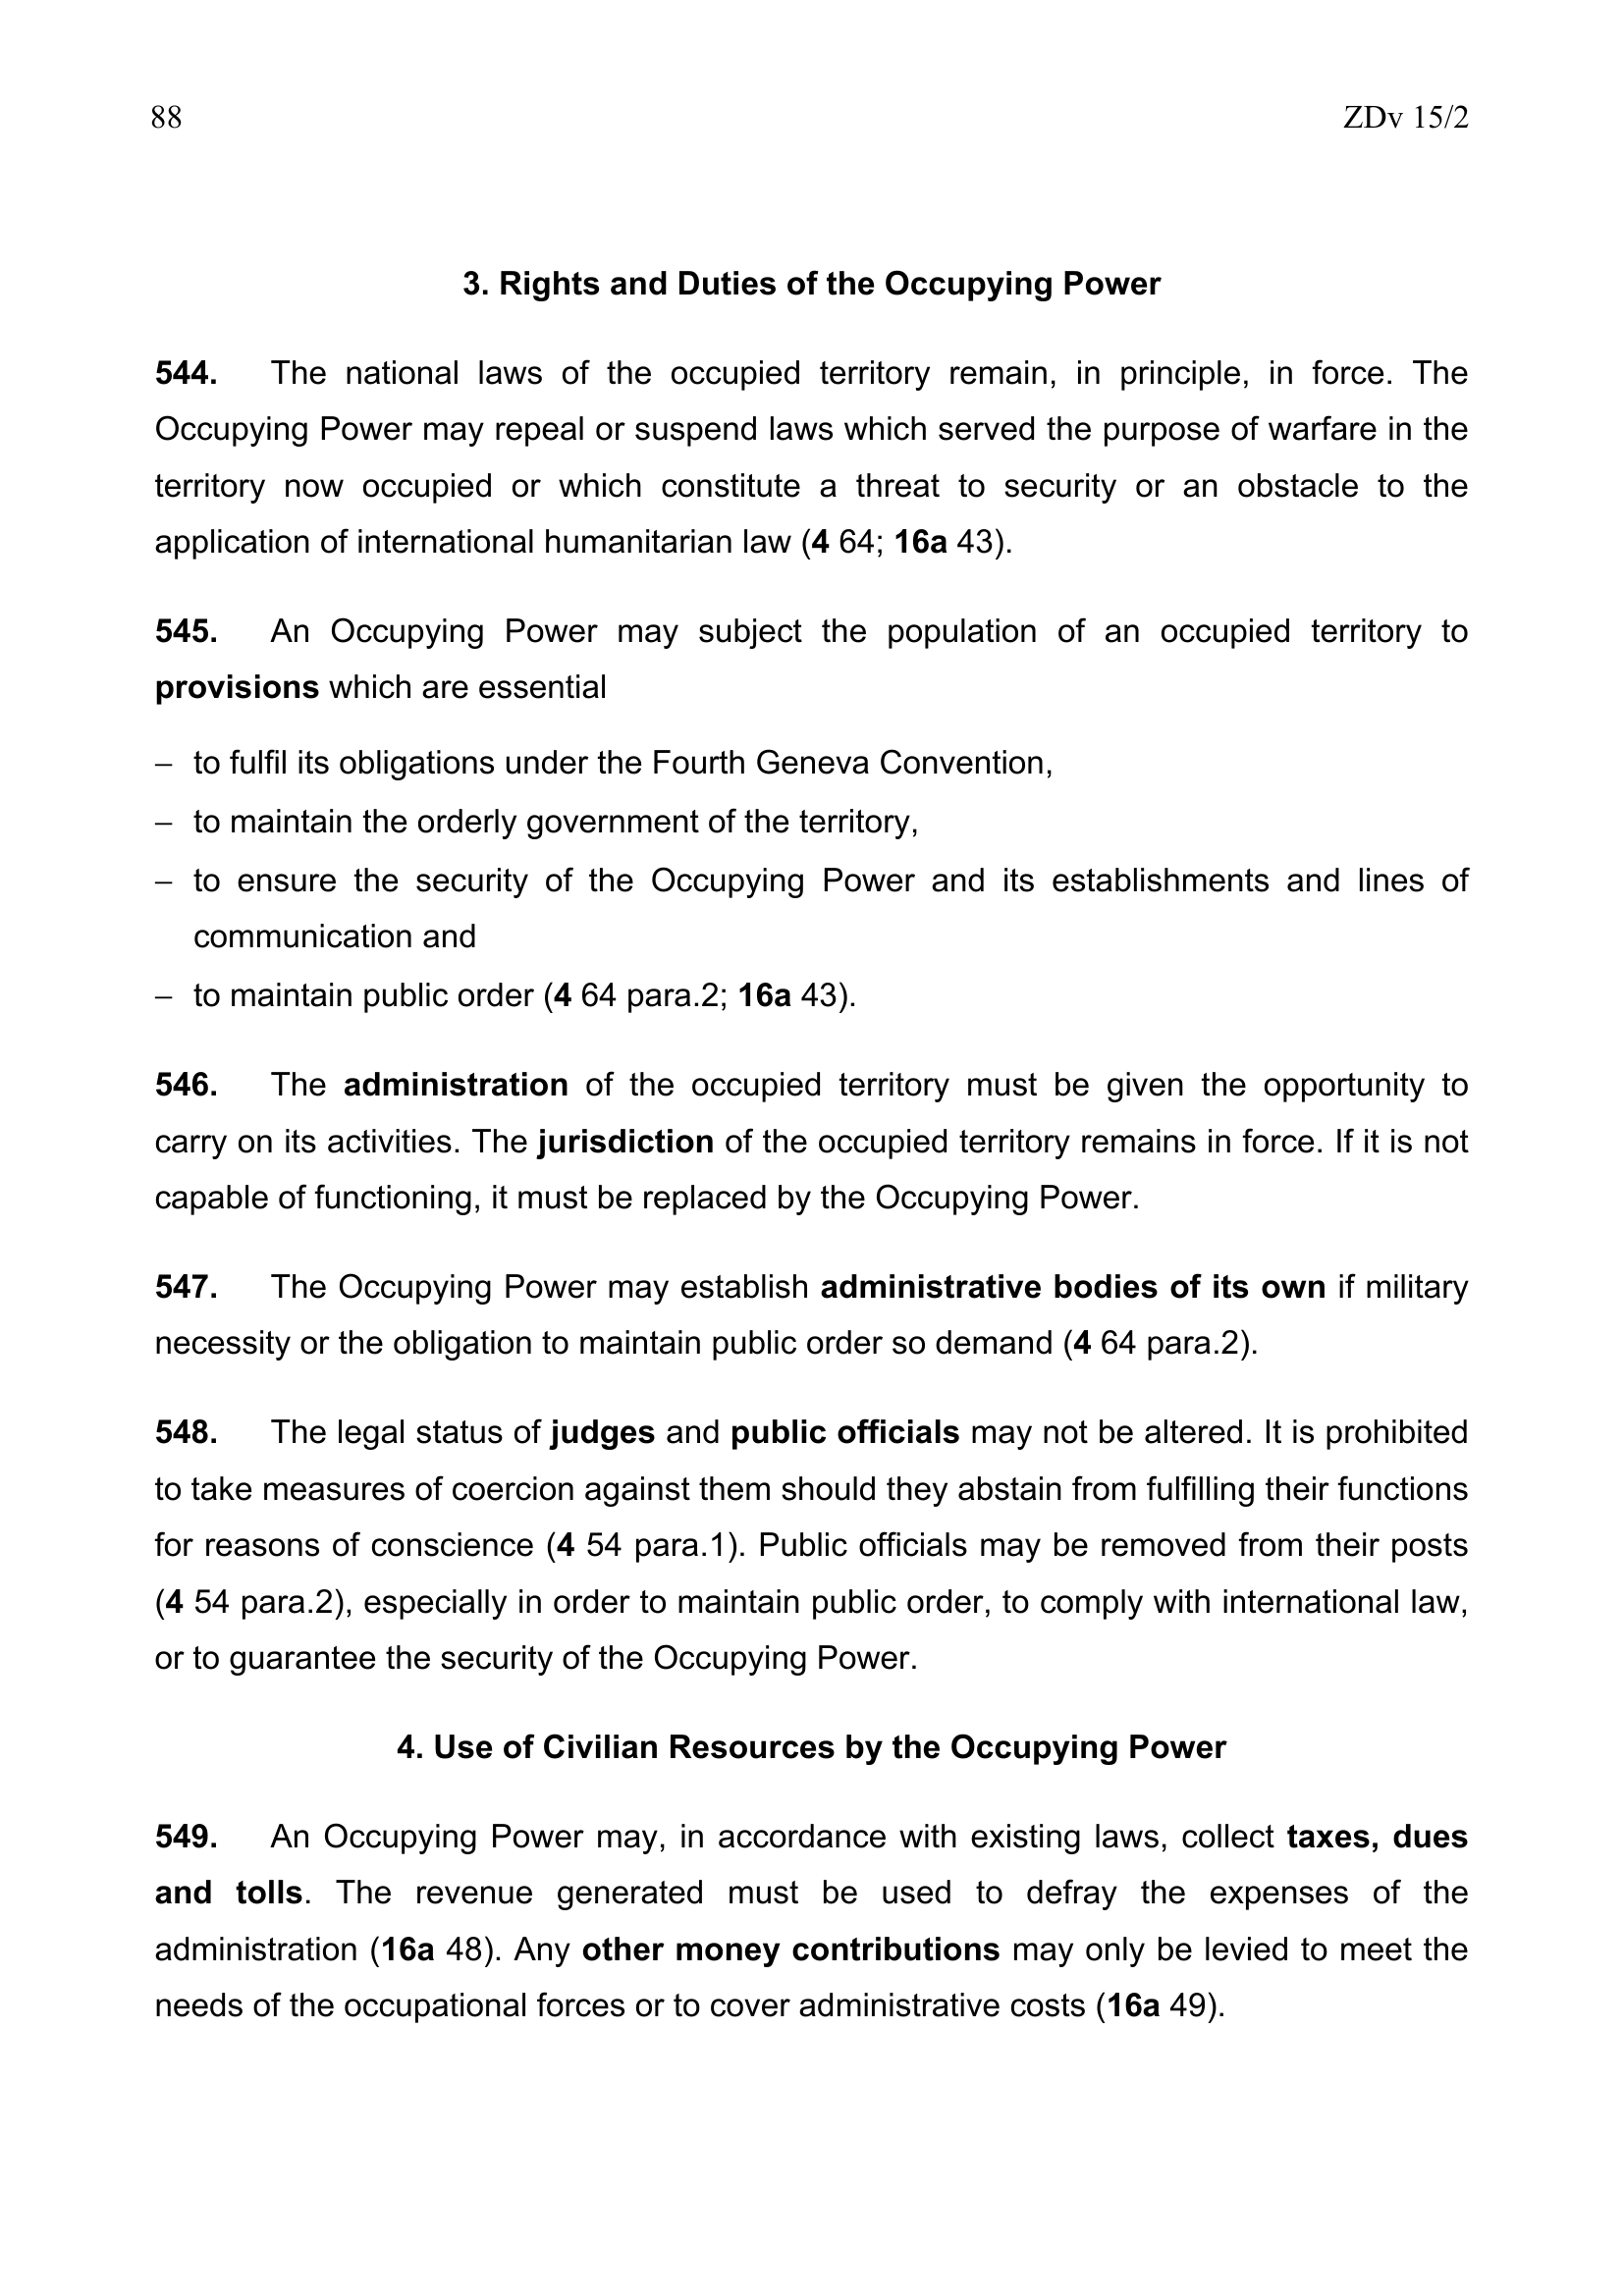 88 ZDv 15/2
3. Rights and Duties of the Occupying Power
544. The national laws of the occupied territory remain, in principle, in force. The
Occupying Power may repeal or suspend laws which served the purpose of warfare in the
territory now occupied or which constitute a threat to security or an obstacle to the
application of international humanitarian law (4 64; 16a 43).
545. An Occupying Power may subject the population of an occupied territory to
provisions which are essential
– to fulfil its obligations under the Fourth Geneva Convention,
– to maintain the orderly government of the territory,
– to ensure the security of the Occupying Power and its establishments and lines of
communication and
– to maintain public order (4 64 para.2; 16a 43).
546. The administration of the occupied territory must be given the opportunity to
carry on its activities. The jurisdiction of the occupied territory remains in force. If it is not
capable of functioning, it must be replaced by the Occupying Power.
547. The Occupying Power may establish administrative bodies of its own if military
necessity or the obligation to maintain public order so demand (4 64 para.2).
548. The legal status of judges and public officials may not be altered. It is prohibited
to take measures of coercion against them should they abstain from fulfilling their functions
for reasons of conscience (4 54 para.1). Public officials may be removed from their posts
(4 54 para.2), especially in order to maintain public order, to comply with international law,
or to guarantee the security of the Occupying Power.
4. Use of Civilian Resources by the Occupying Power
549. An Occupying Power may, in accordance with existing laws, collect taxes, dues
and tolls. The revenue generated must be used to defray the expenses of the
administration (16a 48). Any other money contributions may only be levied to meet the
needs of the occupational forces or to cover administrative costs (16a 49).